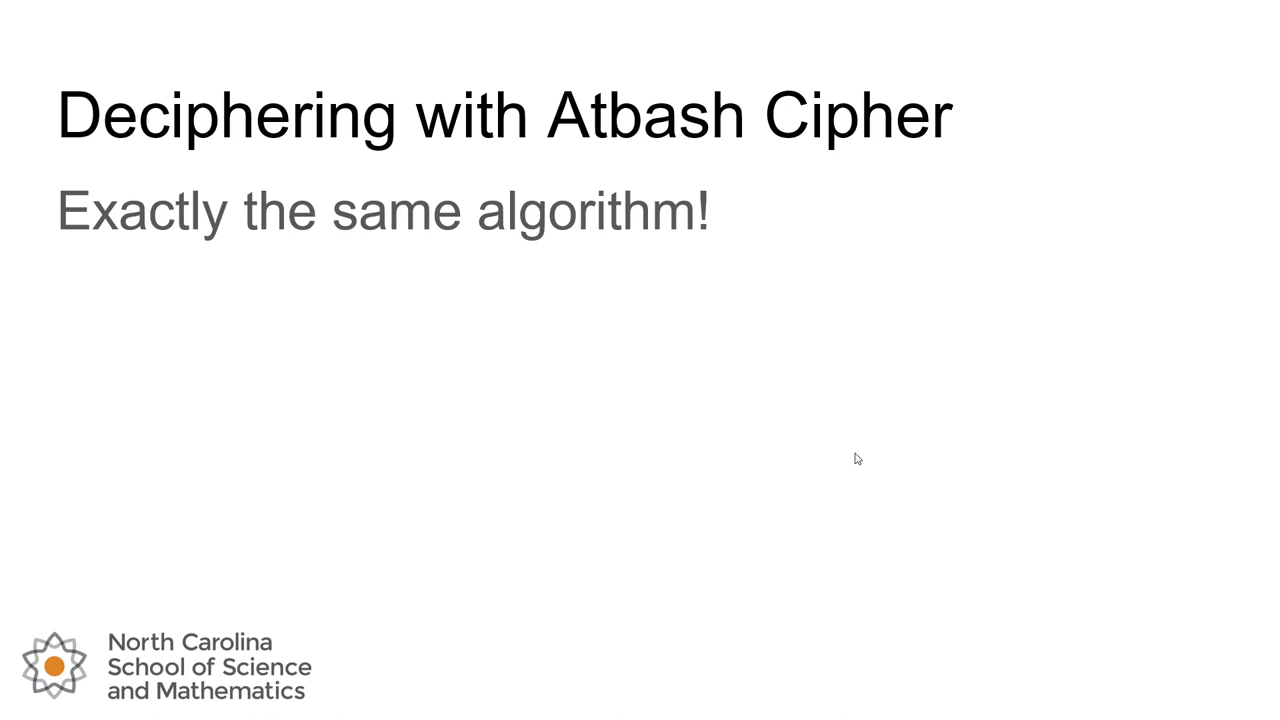 Deciphering with Atbash Cipher
Exactly the same algorithm!
North Carolina
School of Science
and Mathematics